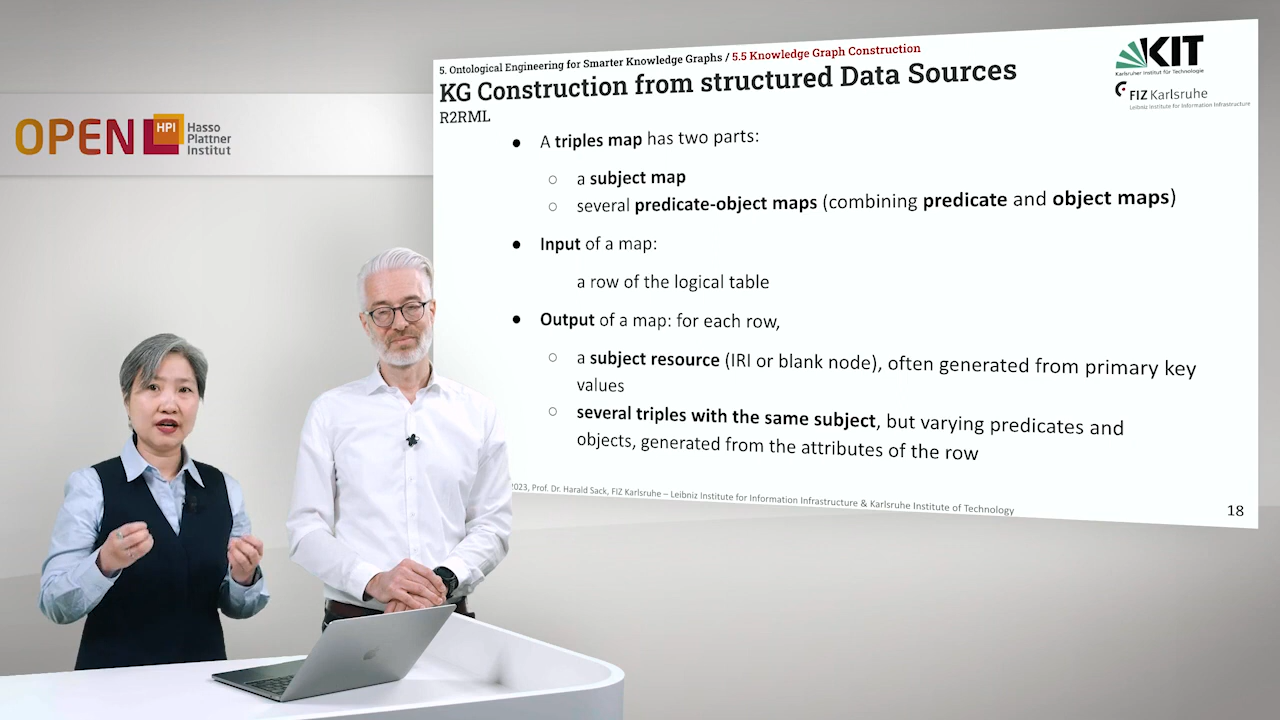 OPEN HPI Hasso
Plattner
Institut
5. Ontological Engineering for Smarter Knowledge Graphs / 5.5 Knowledge Graph Construction
KG Construction from structured Data Sources
R2RML
KIT
Karlsruher Institut für Technologie
FIZ Karlsruhe
Leibniz Institute for Information Infrastructure
● A triples map has two parts:
○ a subject map
○ several predicate-object maps (combining predicate and object maps)
● Input of a map:
a row of the logical table
● Output of a map: for each row,
○ a subject resource (IRI or blank node), often generated from primary key
values
○ several triples with the same subject, but varying predicates and
objects, generated from the attributes of the row
2023, Prof. Dr. Harald Sack, FIZ Karlsruhe – Leibniz Institute for Information Infrastructure & Karlsruhe Institute of Technology
18